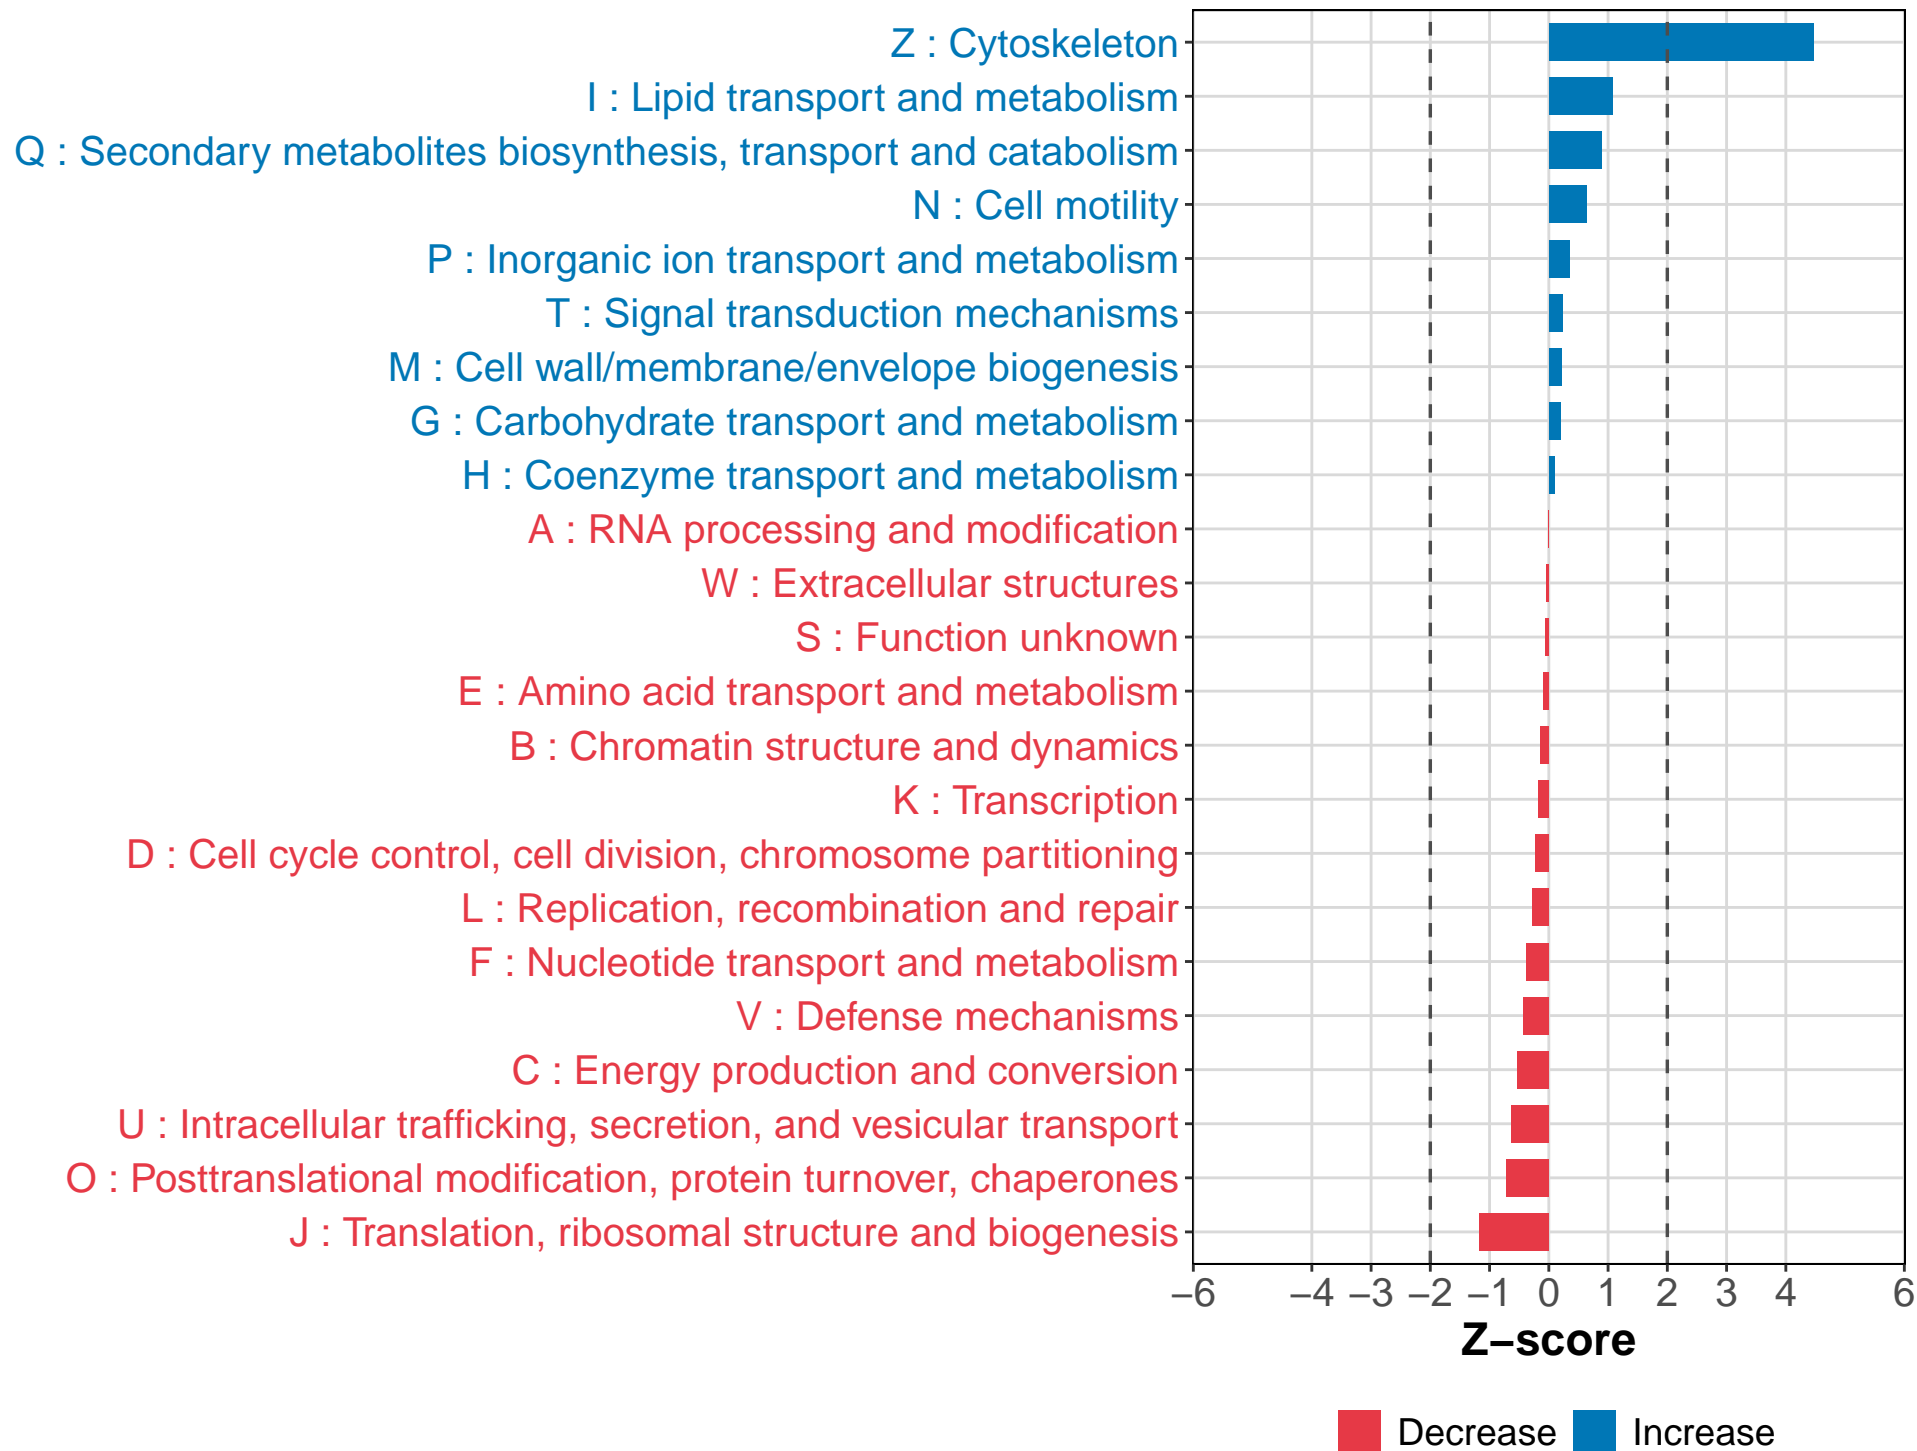 Z : Cytoskeleton
I : Lipid transport and metabolism
Q : Secondary metabolites biosynthesis, transport and catabolism
N : Cell motility
P : Inorganic ion transport and metabolism
T : Signal transduction mechanisms
M : Cell wall/membrane/envelope biogenesis
G : Carbohydrate transport and metabolism
H : Coenzyme transport and metabolism
A : RNA processing and modification
W : Extracellular structures
S : Function unknown
E : Amino acid transport and metabolism
B : Chromatin structure and dynamics
K : Transcription
D : Cell cycle control, cell division, chromosome partitioning
L : Replication, recombination and repair
F : Nucleotide transport and metabolism
V : Defense mechanisms
C : Energy production and conversion
U : Intracellular trafficking, secretion, and vesicular transport
O : Posttranslational modification, protein turnover, chaperones
J : Translation, ribosomal structure and biogenesis
−6 −4 −3 −2 −1 0 1 2 3 4 6
Z−score
Decrease Increase